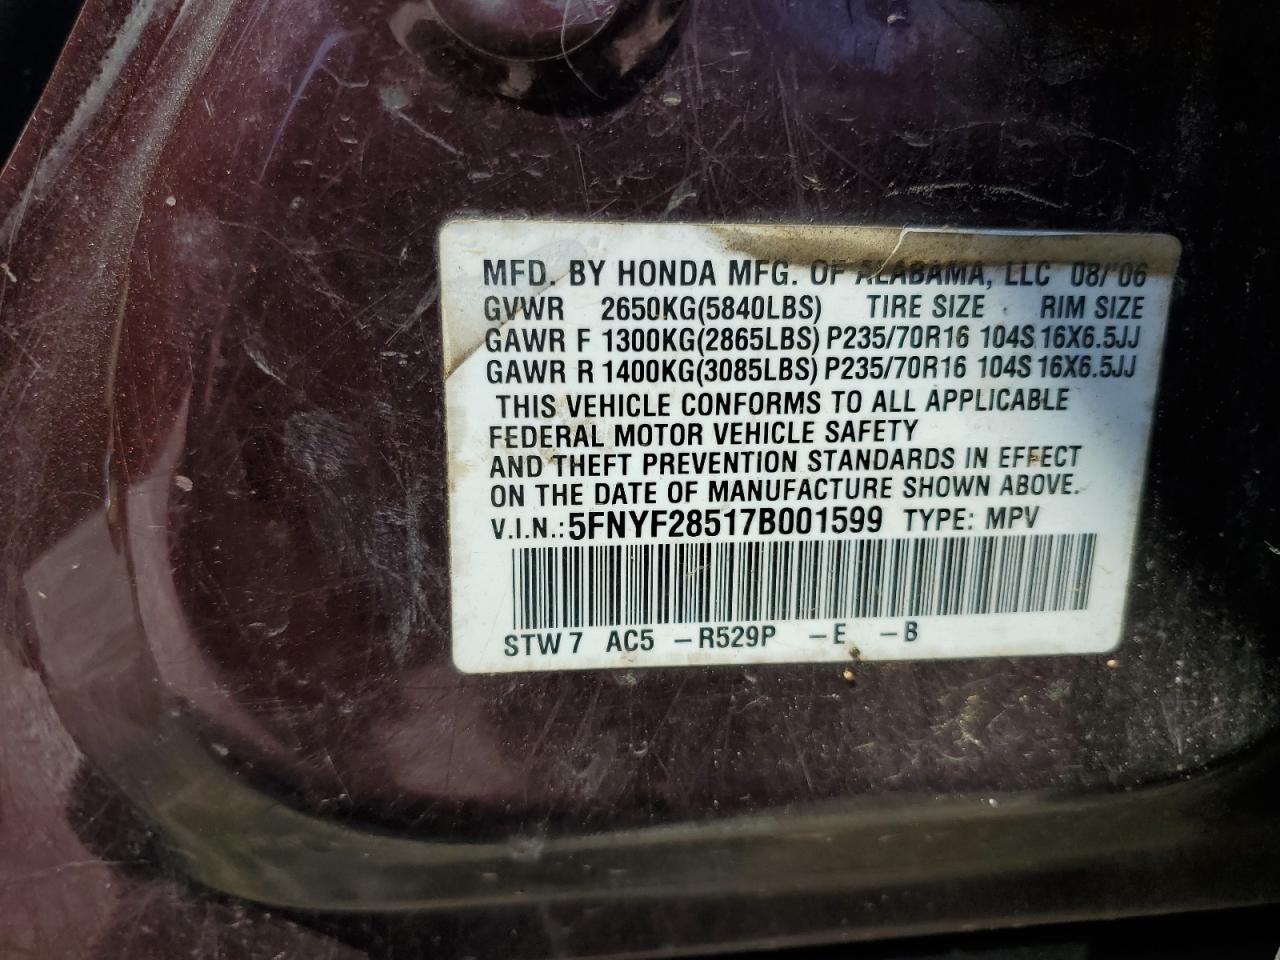 MFD. BY HONDA MFG. OF ALABAMA, LLC 08/'06
GVWR 2650KG(5840LBS) TIRE SIZE RIM SIZE
GAWR F 1300KG(2865LBS) P235/70R16 104S 16X6.5JJ
GAWR R 1400KG(3085LBS) P235/70R16 104S 16X6.5JJ
THIS VEHICLE CONFORMS TO ALL APPLICABLE
FEDERAL MOTOR VEHICLE SAFETY
AND THEFT PREVENTION STANDARDS IN EFFECT
ON THE DATE OF MANUFACTURE SHOWN ABOVE.
V.I.N.: 5FNYF28517B001599 TYPE: MPV
STW7 AC5 -R529P -E -B